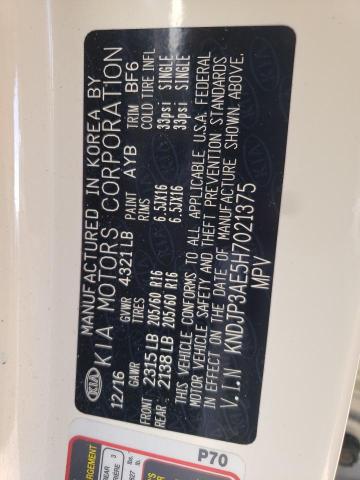 MANUFACTURED IN KOREA BY
KIA KIA MOTORS CORPORATION
12/16 GVWR 4321LB PAINT AYB TRIM BF6
GAWR TIRES RIMS COLD TIRE INFL
FRONT 2315LB 205/60 R16 6.5JX16 33psi SINGLE
REAR 2138LB 205/60 R16 6.5JX16 33psi SINGLE
THIS VEHICLE CONFORMS TO ALL APPLICABLE U.S.A. FEDERAL
MOTOR VEHICLE SAFETY AND THEFT PREVENTION STANDARDS
IN EFFECT ON THE DATE OF MANUFACTURE SHOWN ABOVE.
V.I.N KNDJP3AE5H7021375
MPV
P70